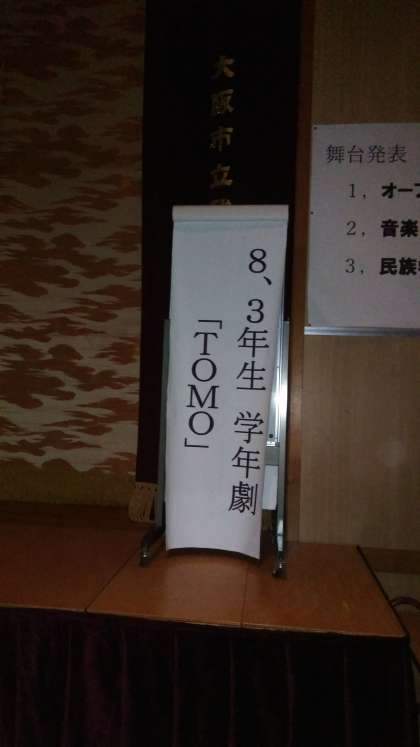 大阪市立
8、3年生 学年劇
「TOMO」
舞台発表
1, オープ
2, 音楽
3, 民族